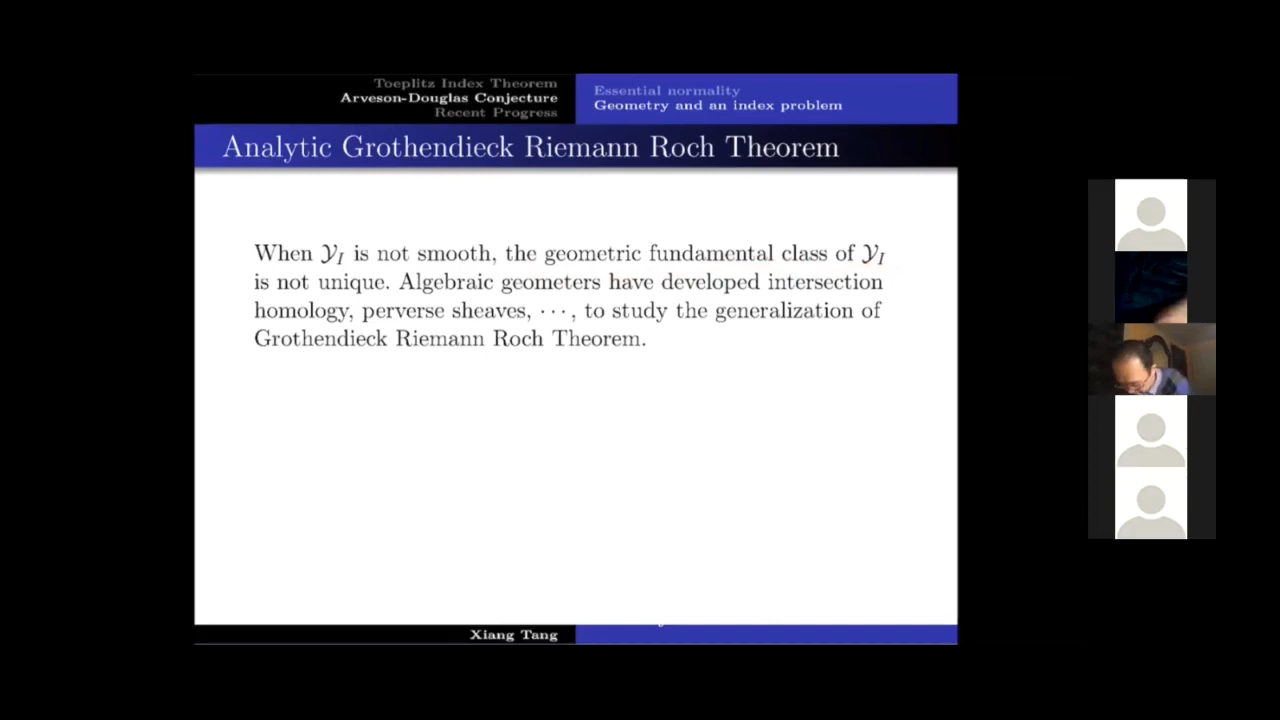 Toeplitz Index Theorem
Arveson-Douglas Conjecture
Recent Progress
Essential normality
Geometry and an index problem
Analytic Grothendieck Riemann Roch Theorem
When 𝒴_I is not smooth, the geometric fundamental class of 𝒴_I
is not unique. Algebraic geometers have developed intersection
homology, perverse sheaves, ⋯, to study the generalization of
Grothendieck Riemann Roch Theorem.
Xiang Tang